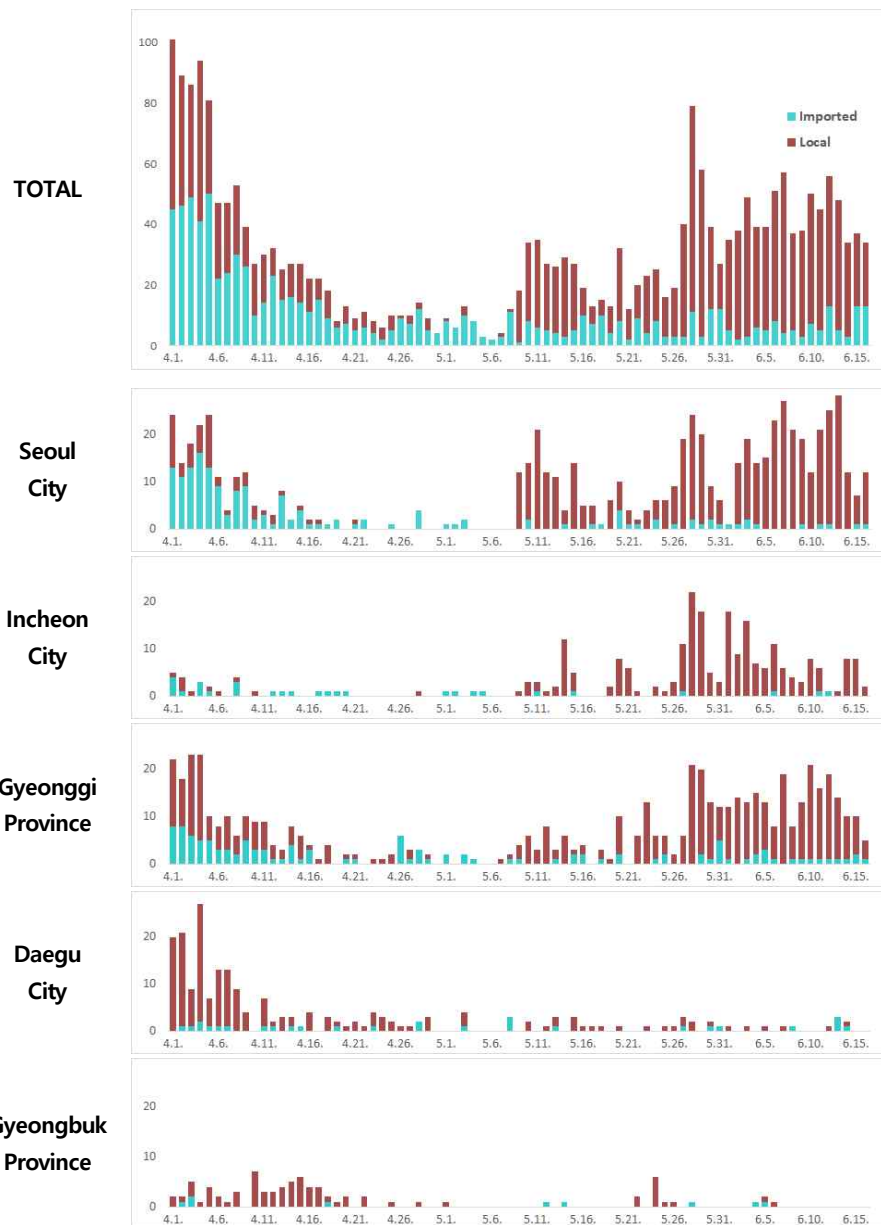 TOTAL
100
80
60
40
20
0
Imported
Local
4.1. 4.6. 4.11. 4.16. 4.21. 4.26. 5.1. 5.6. 5.11. 5.16. 5.21. 5.26. 5.31. 6.5. 6.10. 6.15.
Seoul
City
20
10
0
4.1. 4.6. 4.11. 4.16. 4.21. 4.26. 5.1. 5.6. 5.11. 5.16. 5.21. 5.26. 5.31. 6.5. 6.10. 6.15.
Incheon
City
20
10
0
4.1. 4.6. 4.11. 4.16. 4.21. 4.26. 5.1. 5.6. 5.11. 5.16. 5.21. 5.26. 5.31. 6.5. 6.10. 6.15.
Gyeonggi
Province
20
10
0
4.1. 4.6. 4.11. 4.16. 4.21. 4.26. 5.1. 5.6. 5.11. 5.16. 5.21. 5.26. 5.31. 6.5. 6.10. 6.15.
Daegu
City
20
10
0
4.1. 4.6. 4.11. 4.16. 4.21. 4.26. 5.1. 5.6. 5.11. 5.16. 5.21. 5.26. 5.31. 6.5. 6.10. 6.15.
Gyeongbuk
Province
20
10
0
4.1. 4.6. 4.11. 4.16. 4.21. 4.26. 5.1. 5.6. 5.11. 5.16. 5.21. 5.26. 5.31. 6.5. 6.10. 6.15.